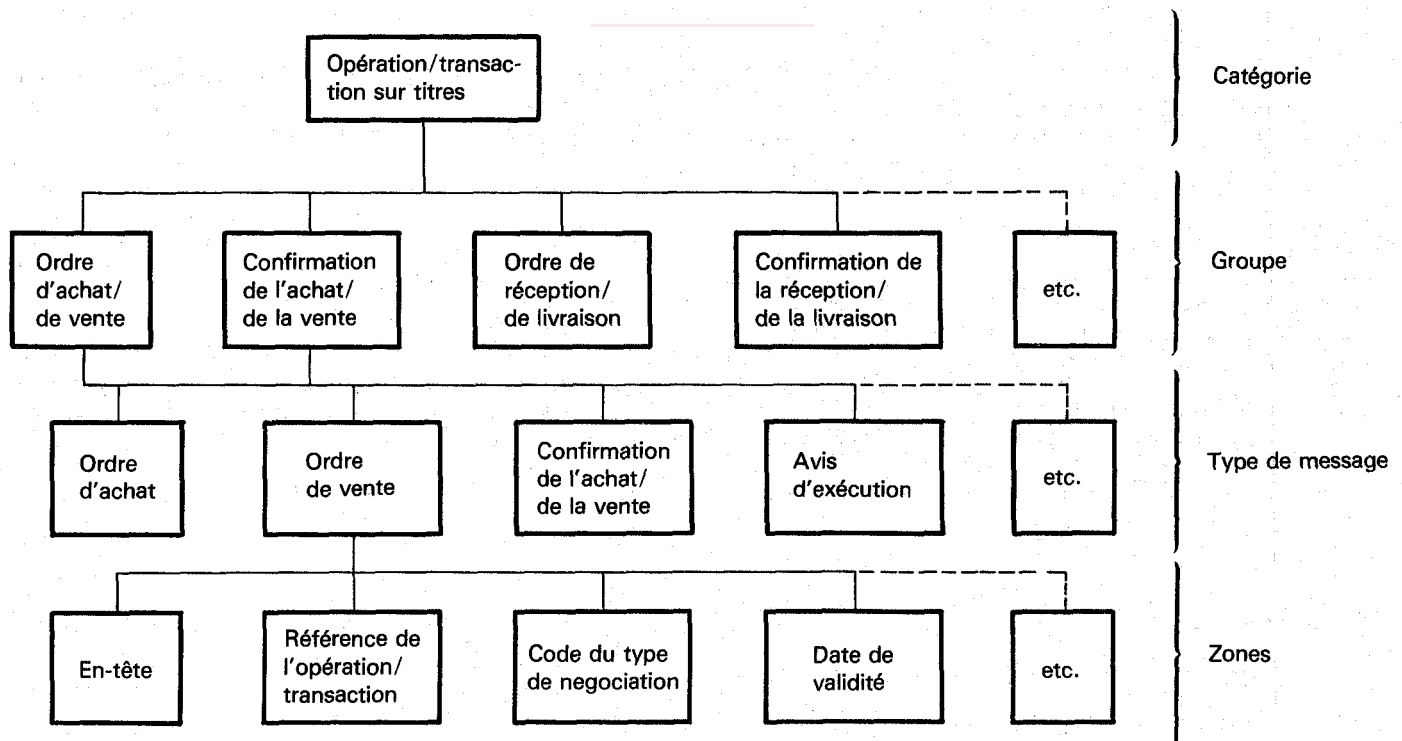 Opération/transac-
tion sur titres
Catégorie
Ordre
d'achat/
de vente
Confirmation
de l'achat/
de la vente
Ordre de
réception/
de livraison
Confirmation de
la réception/
de la livraison
etc.
Groupe
Ordre
d'achat
Ordre
de vente
Confirmation
de l'achat/
de la vente
Avis
d'exécution
etc.
Type de message
En-tête
Référence de
l'opération/
transaction
Code du type
de negociation
Date de
validité
etc.
Zones